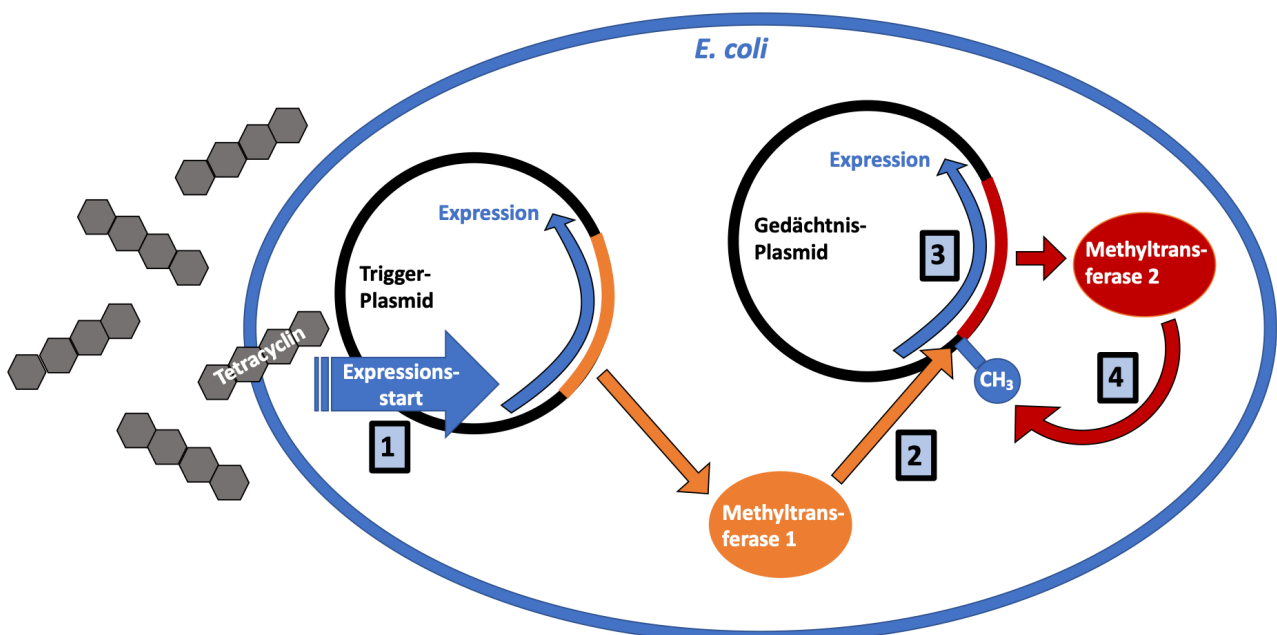 E. coli
Expression
Trigger-
Plasmid
Tetracyclin
Expressions-
start
1
Methyltrans-
ferase 1
2
Expression
Gedächtnis-
Plasmid
3
Methyltrans-
ferase 2
CH₃
4